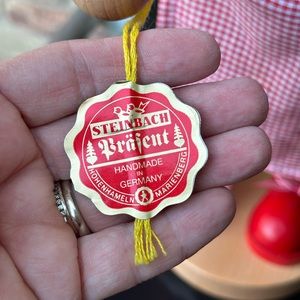 STEINBACH
Präsent
HANDMADE
IN
GERMANY
HOHENHAMELN MARIENBERG